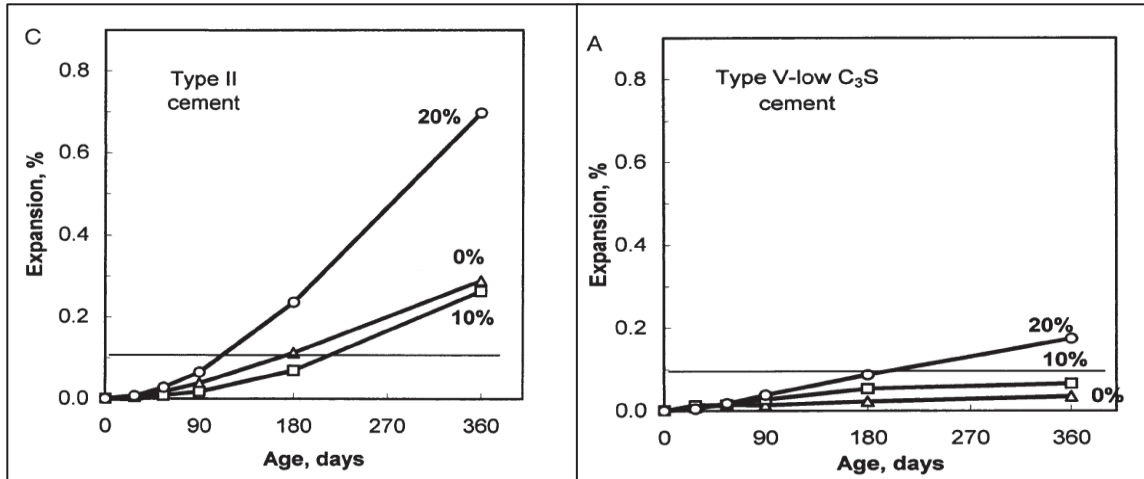 C
Type II
cement
20%
0%
10%
Expansion, %
0.8
0.6
0.4
0.2
0.0
0 90 180 270 360
Age, days
A
Type V-low C₃S
cement
20%
10%
0%
Expansion, %
0.8
0.6
0.4
0.2
0.0
0 90 180 270 360
Age, days